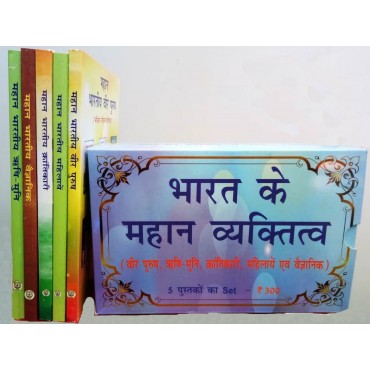 महान भारतीय ऋषि-मुनि
महान भारतीय वैज्ञानिक
महान भारतीय क्रान्तिकारी
महान भारतीय महिलायें
महान भारतीय वीर पुरुष
महान
भारतीय वीर पुरुष
भारत के
महान व्यक्तित्व
(वीर पुरुष, ऋषि-मुनि, क्रान्तिकारी, महिलायें एवं वैज्ञानिक)
5 पुस्तकों का Set - ₹ 300